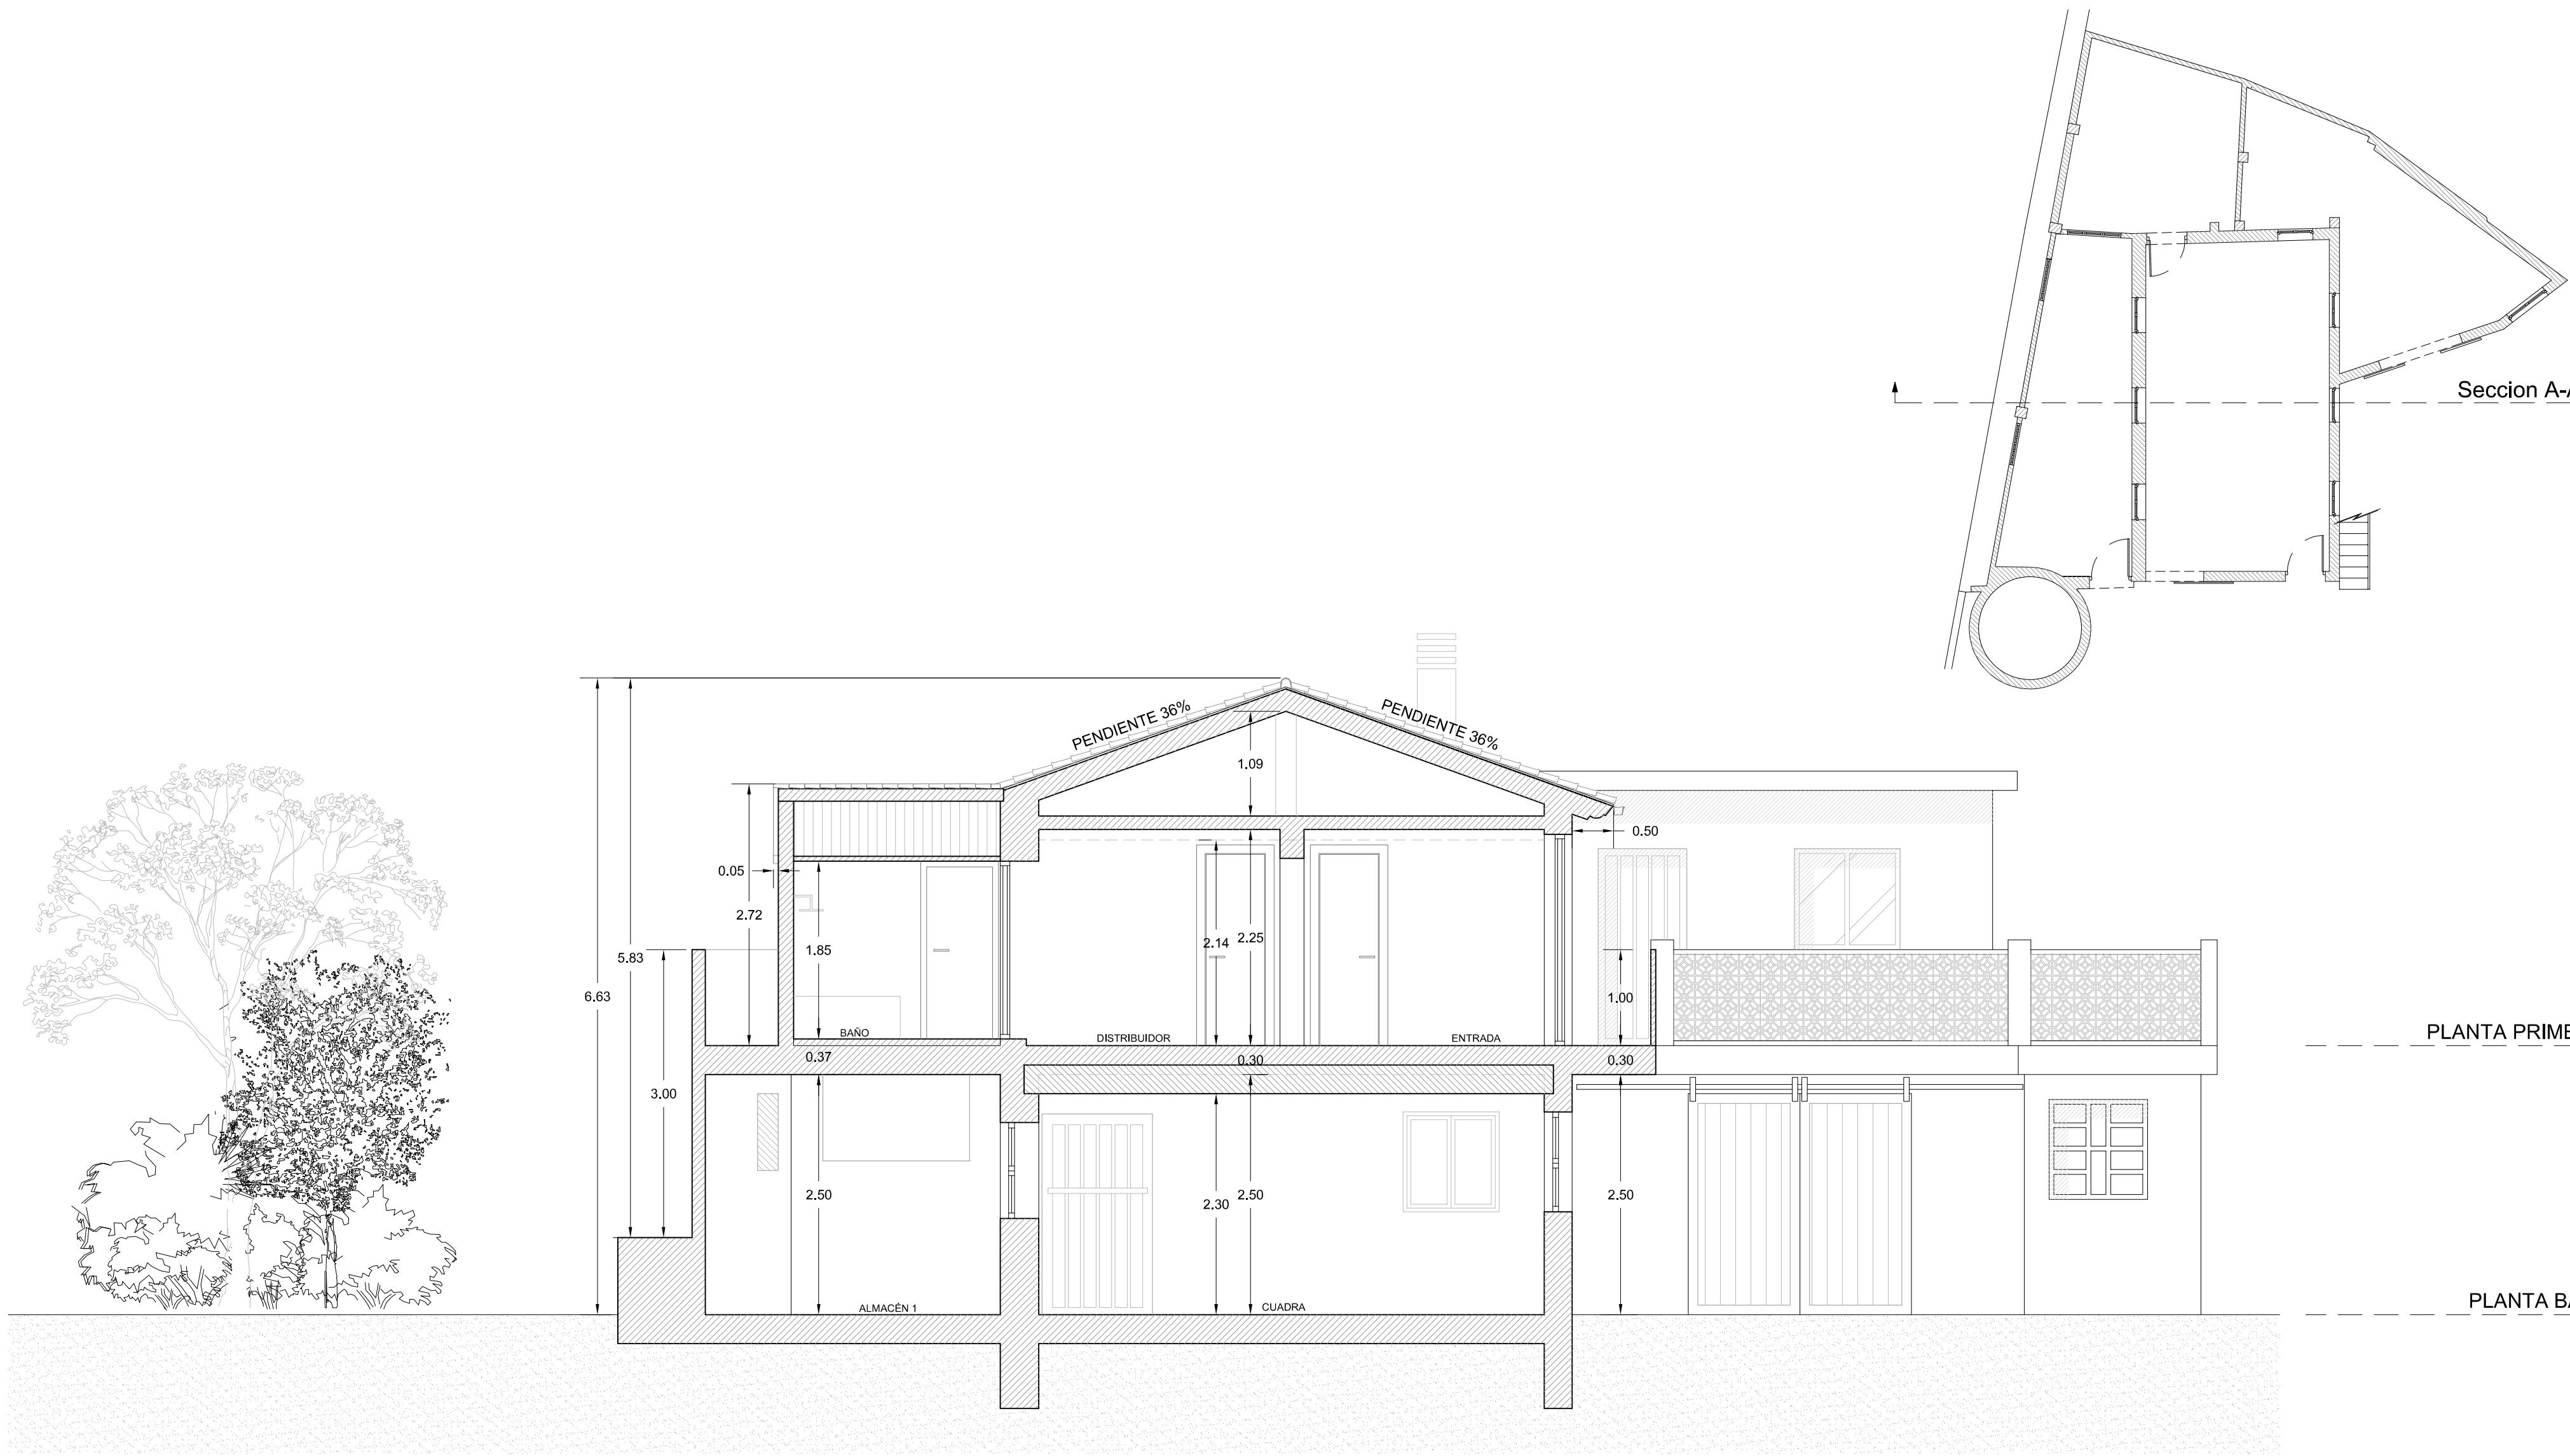 Seccion A-A
PENDIENTE 36%
PENDIENTE 36%
1.09
0.50
0.05
2.72
1.85
2.14
2.25
5.83
6.63
1.00
BAÑO
DISTRIBUIDOR
ENTRADA
PLANTA PRIME
0.37
0.30
0.30
3.00
2.50
2.30
2.50
2.50
ALMACÉN 1
CUADRA
PLANTA BA